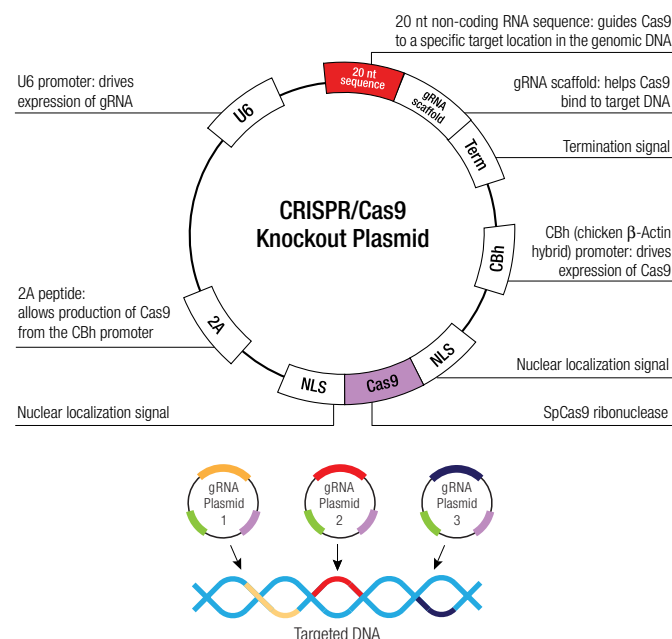 20 nt non-coding RNA sequence: guides Cas9
to a specific target location in the genomic DNA
U6 promoter: drives
expression of gRNA
20 nt
sequence
gRNA
scaffold
gRNA scaffold: helps Cas9
bind to target DNA
U6
Term
Termination signal
CRISPR/Cas9
Knockout Plasmid
CBh
CBh (chicken β-Actin
hybrid) promoter: drives
expression of Cas9
2A peptide:
allows production of Cas9
from the CBh promoter
2A
NLS
Cas9
NLS
Nuclear localization signal
Nuclear localization signal
SpCas9 ribonuclease
gRNA
Plasmid
1
gRNA
Plasmid
2
gRNA
Plasmid
3
Targeted DNA